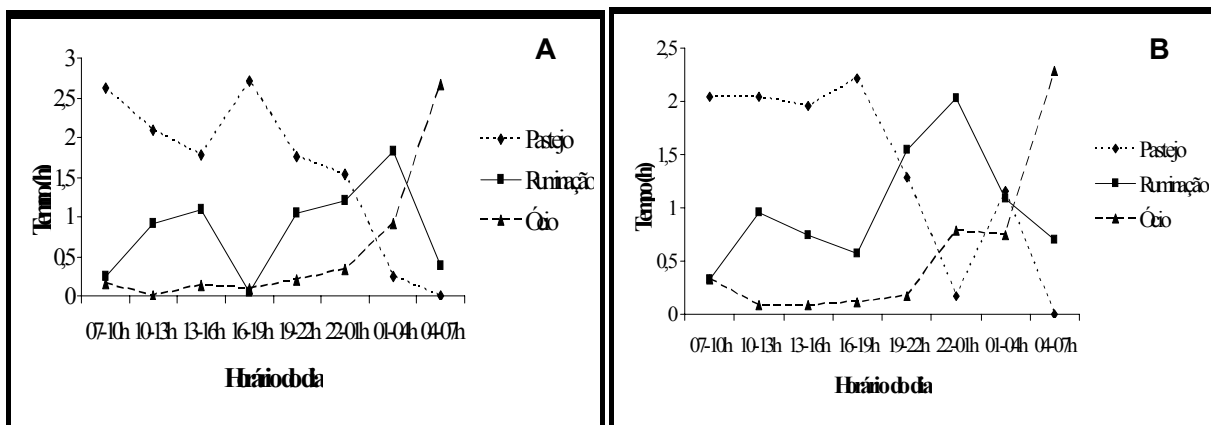 A
3
2,5
2
1,5
1
0,5
0
Tempo(h)
07-10h 10-13h 13-16h 16-19h 19-22h 22-01h 01-04h 04-07h
Horário do dia
Pastejo
Ruminação
Ócio
B
2,5
2
1,5
1
0,5
0
Tempo(h)
07-10h 10-13h 13-16h 16-19h 19-22h 22-01h 01-04h 04-07h
Horário do dia
Pastejo
Ruminação
Ócio